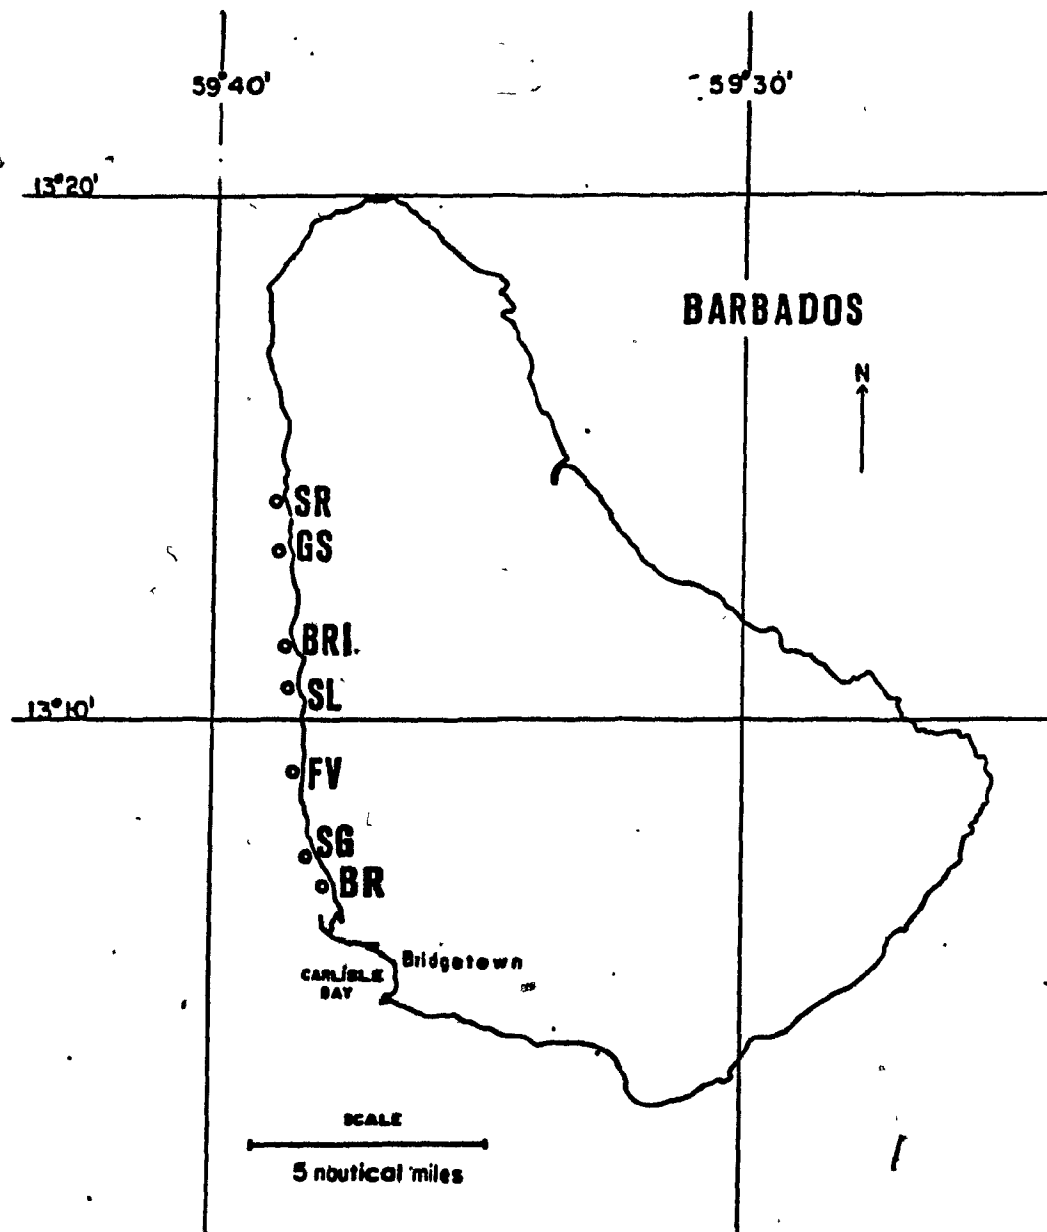 59°40'
59°30'
13°20'
BARBADOS
N
SR
GS
BRI.
SL
13°10'
FV
SG
BR
Bridgetown
CARLISLE
BAY
SCALE
5 nautical miles